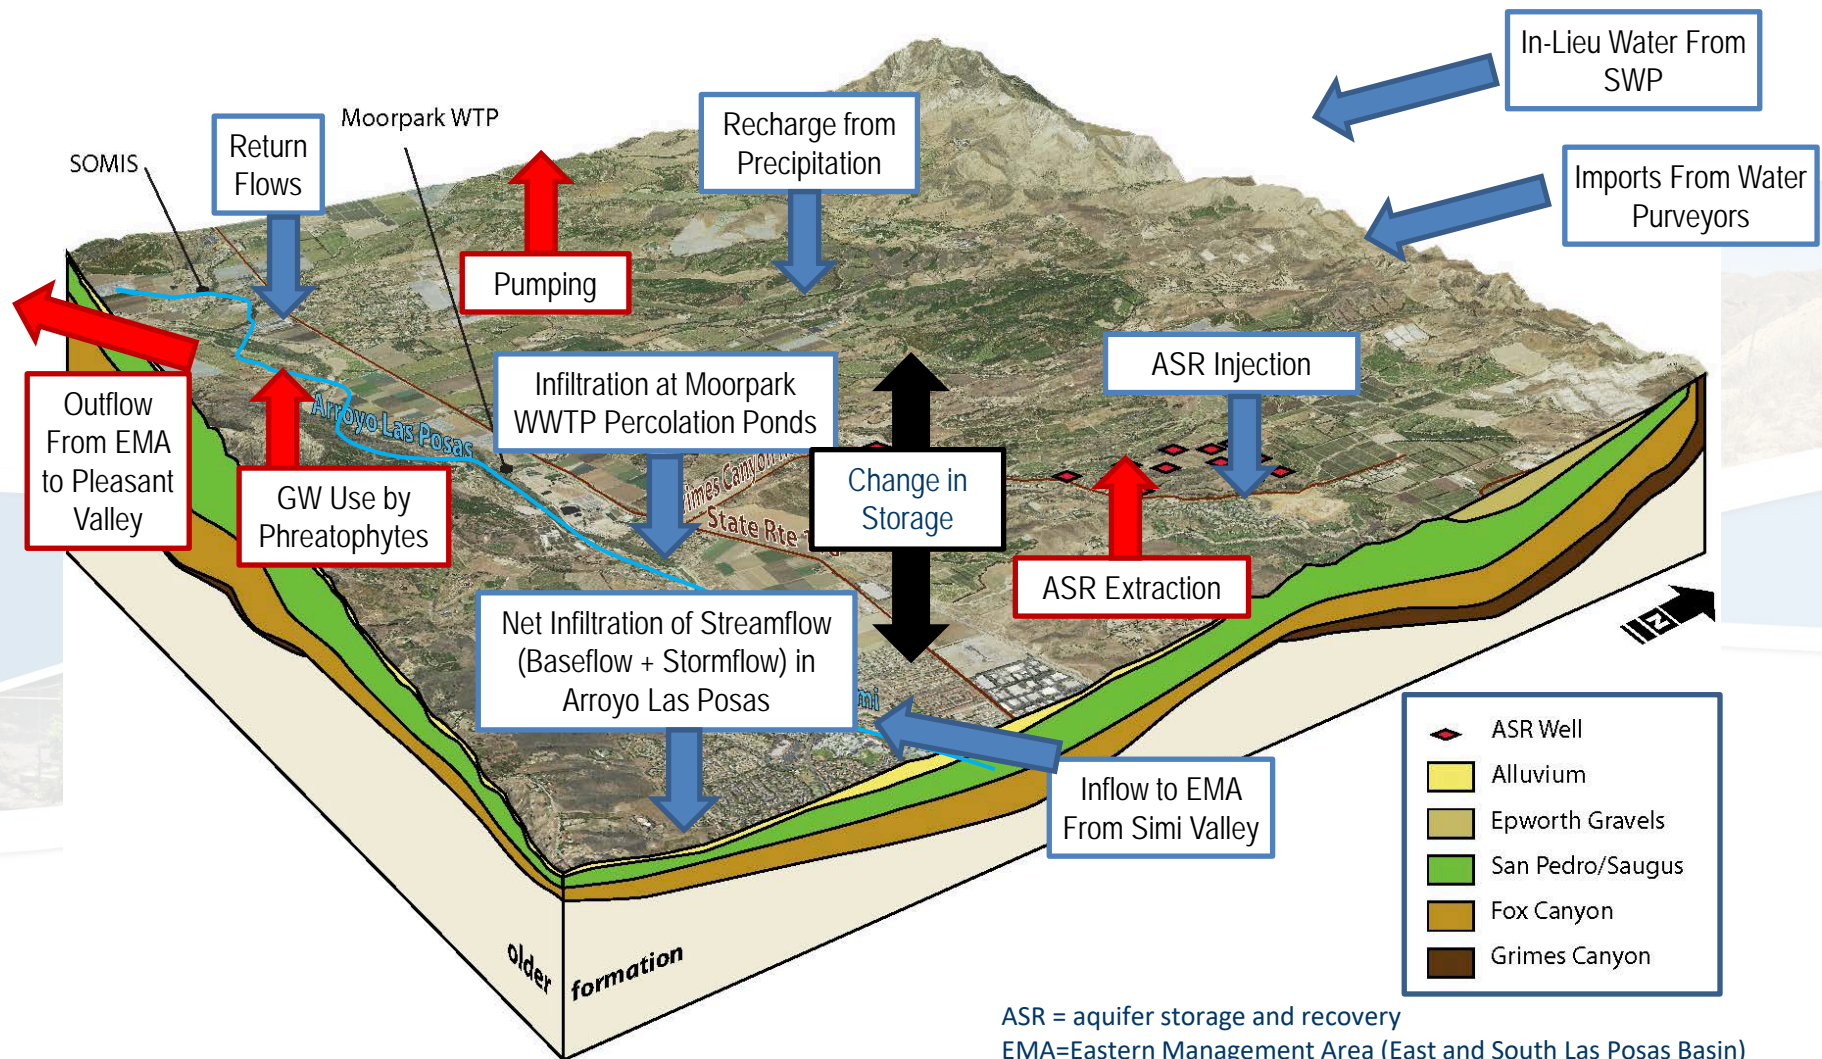 In-Lieu Water From
SWP
Moorpark WTP
Recharge from
Precipitation
Return
Flows
SOMIS
Imports From Water
Purveyors
Pumping
ASR Injection
Infiltration at Moorpark
WWTP Percolation Ponds
Outflow
From EMA
to Pleasant
Valley
Arroyo Las Posas
GW Use by
Phreatophytes
Change in
Storage
Canyon
State Rte
ASR Extraction
N
Net Infiltration of Streamflow
(Baseflow + Stormflow) in
Arroyo Las Posas
Inflow to EMA
From Simi Valley
ASR Well
Alluvium
Epworth Gravels
San Pedro/Saugus
Fox Canyon
Grimes Canyon
older formation
ASR = aquifer storage and recovery
EMA=Eastern Management Area (East and South Las Posas Basin)